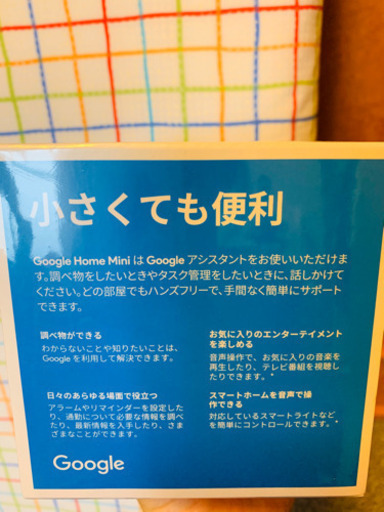 小さくても便利
Google Home Mini は Google アシスタントをお使いいただけま
す。調べ物をしたいときやタスク管理をしたいときに、話しかけて
ください。どの部屋でもハンズフリーで、手間なく簡単にサポート
できます。
調べ物ができる
わからないことや知りたいことは、
Google を利用して解決できます。
お気に入りのエンターテイメント
を楽しめる
音声操作で、お気に入りの音楽を
再生したり、テレビ番組を視聴し
たりできます。*
日々のあらゆる場面で役立つ
アラームやリマインダーを設定した
り、通勤について必要な情報を調べ
たり、最新情報を入手したり、さま
ざまなことができます。
スマートホームを音声で操
作できる
対応しているスマートライトなど
を簡単にコントロールできます。*
Google